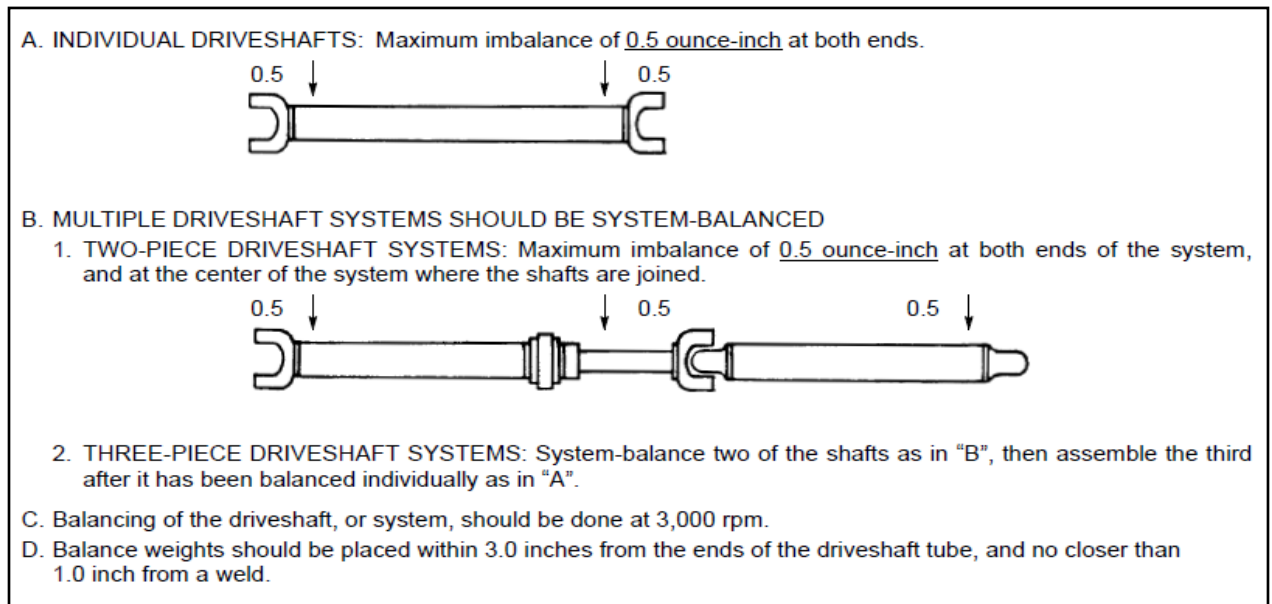 A. INDIVIDUAL DRIVESHAFTS: Maximum imbalance of 0.5 ounce-inch at both ends.
0.5 0.5
B. MULTIPLE DRIVESHAFT SYSTEMS SHOULD BE SYSTEM-BALANCED
1. TWO-PIECE DRIVESHAFT SYSTEMS: Maximum imbalance of 0.5 ounce-inch at both ends of the system,
and at the center of the system where the shafts are joined.
0.5 0.5 0.5
2. THREE-PIECE DRIVESHAFT SYSTEMS: System-balance two of the shafts as in “B”, then assemble the third
after it has been balanced individually as in “A”.
C. Balancing of the driveshaft, or system, should be done at 3,000 rpm.
D. Balance weights should be placed within 3.0 inches from the ends of the driveshaft tube, and no closer than
1.0 inch from a weld.